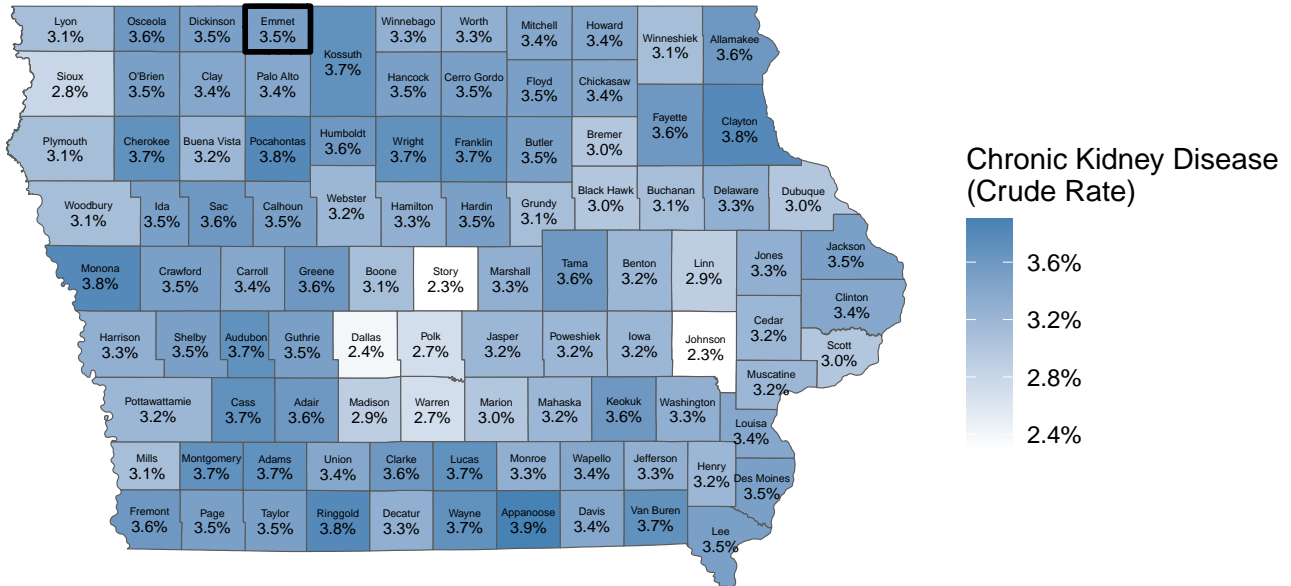 Lyon
3.1%
Osceola
3.6%
Dickinson
3.5%
Emmet
3.5%
Kossuth
3.7%
Winnebago
3.3%
Worth
3.3%
Mitchell
3.4%
Howard
3.4%
Winneshiek
3.1%
Allamakee
3.6%
Sioux
2.8%
O'Brien
3.5%
Clay
3.4%
Palo Alto
3.4%
Hancock
3.5%
Cerro Gordo
3.5%
Floyd
3.5%
Chickasaw
3.4%
Plymouth
3.1%
Cherokee
3.7%
Buena Vista
3.2%
Pocahontas
3.8%
Humboldt
3.6%
Wright
3.7%
Franklin
3.7%
Butler
3.5%
Bremer
3.0%
Fayette
3.6%
Clayton
3.8%
Woodbury
3.1%
Ida
3.5%
Sac
3.6%
Calhoun
3.5%
Webster
3.2%
Hamilton
3.3%
Hardin
3.5%
Grundy
3.1%
Black Hawk
3.0%
Buchanan
3.1%
Delaware
3.3%
Dubuque
3.0%
Monona
3.8%
Crawford
3.5%
Carroll
3.4%
Greene
3.6%
Boone
3.1%
Story
2.3%
Marshall
3.3%
Tama
3.6%
Benton
3.2%
Linn
2.9%
Jones
3.3%
Jackson
3.5%
Clinton
3.4%
Harrison
3.3%
Shelby
3.5%
Audubon
3.7%
Guthrie
3.5%
Dallas
2.4%
Polk
2.7%
Jasper
3.2%
Poweshiek
3.2%
Iowa
3.2%
Johnson
2.3%
Cedar
3.2%
Scott
3.0%
Muscatine
3.2%
Pottawattamie
3.2%
Cass
3.7%
Adair
3.6%
Madison
2.9%
Warren
2.7%
Marion
3.0%
Mahaska
3.2%
Keokuk
3.6%
Washington
3.3%
Louisa
3.4%
Mills
3.1%
Montgomery
3.7%
Adams
3.7%
Union
3.4%
Clarke
3.6%
Lucas
3.7%
Monroe
3.3%
Wapello
3.4%
Jefferson
3.3%
Henry
3.2%
Des Moines
3.5%
Fremont
3.6%
Page
3.5%
Taylor
3.5%
Ringgold
3.8%
Decatur
3.3%
Wayne
3.7%
Appanoose
3.9%
Davis
3.4%
Van Buren
3.7%
Lee
3.5%
Chronic Kidney Disease
(Crude Rate)
3.6%
3.2%
2.8%
2.4%